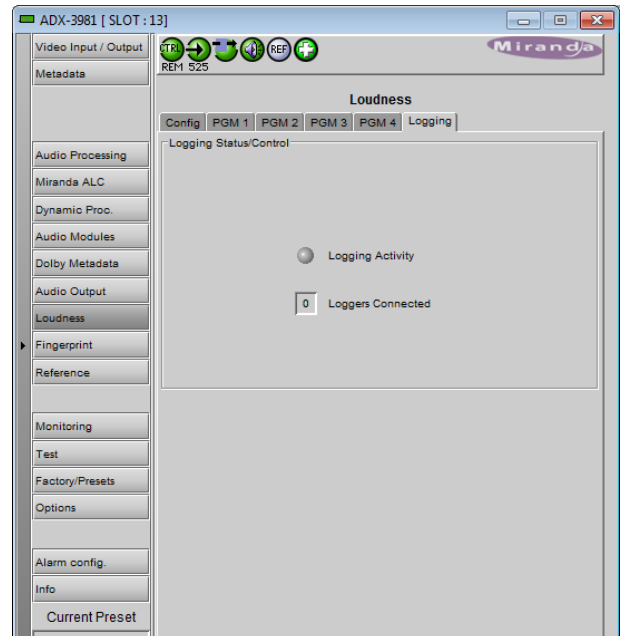 ADX-3981 [ SLOT : 13]
Video Input / Output
Metadata
Audio Processing
Miranda ALC
Dynamic Proc.
Audio Modules
Dolby Metadata
Audio Output
Loudness
Fingerprint
Reference
Monitoring
Test
Factory/Presets
Options
Alarm config.
Info
Current Preset
CTRL
REF
REM 525
Miranda
Loudness
Config PGM 1 PGM 2 PGM 3 PGM 4 Logging
Logging Status/Control
Logging Activity
0 Loggers Connected